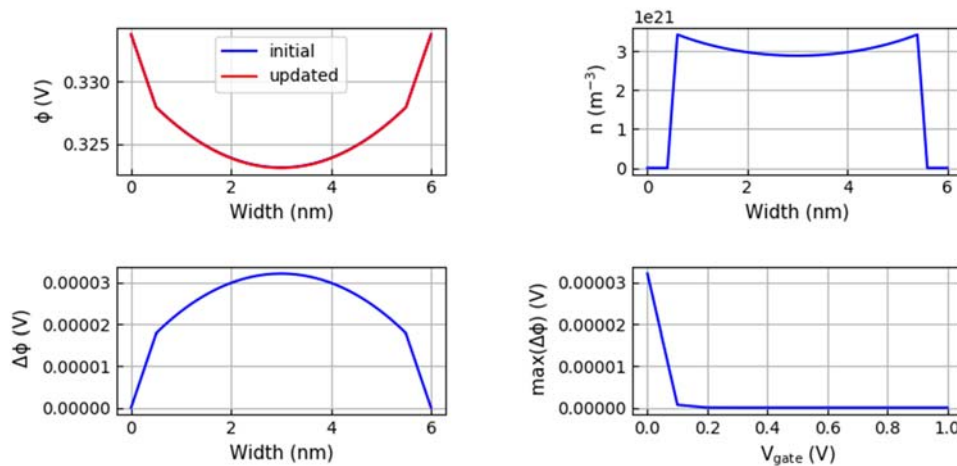 ϕ (V)
0.330
0.325
initial
updated
0 2 4 6
Width (nm)
1e21
n (m⁻³)
3
2
1
0
0 2 4 6
Width (nm)
Δϕ (V)
0.00003
0.00002
0.00001
0.00000
0 2 4 6
Width (nm)
max(Δϕ) (V)
0.00003
0.00002
0.00001
0.00000
0.0 0.2 0.4 0.6 0.8 1.0
V_gate (V)